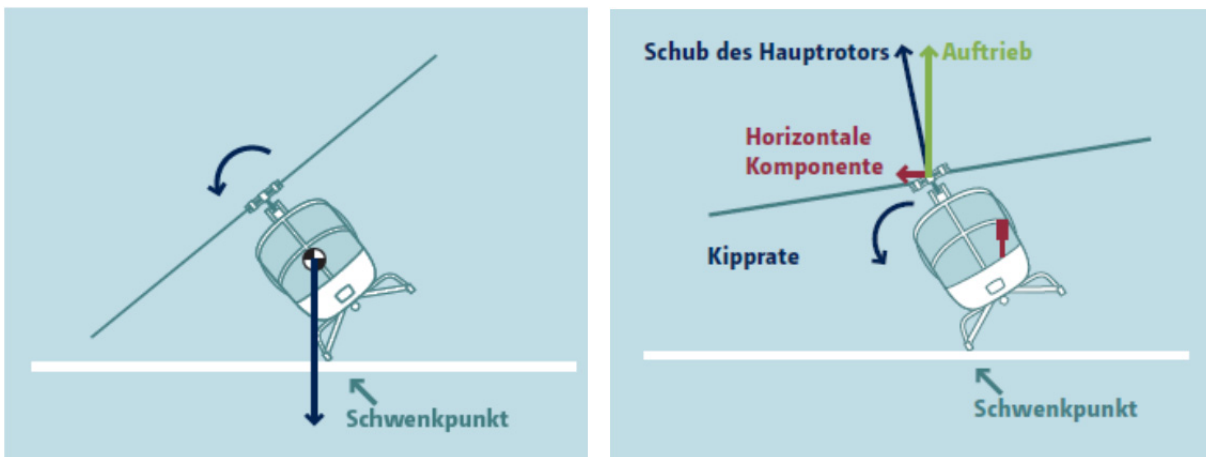 Schwenkpunkt
Schub des Hauptrotors
Auftrieb
Horizontale
Komponente
Kipprate
Schwenkpunkt